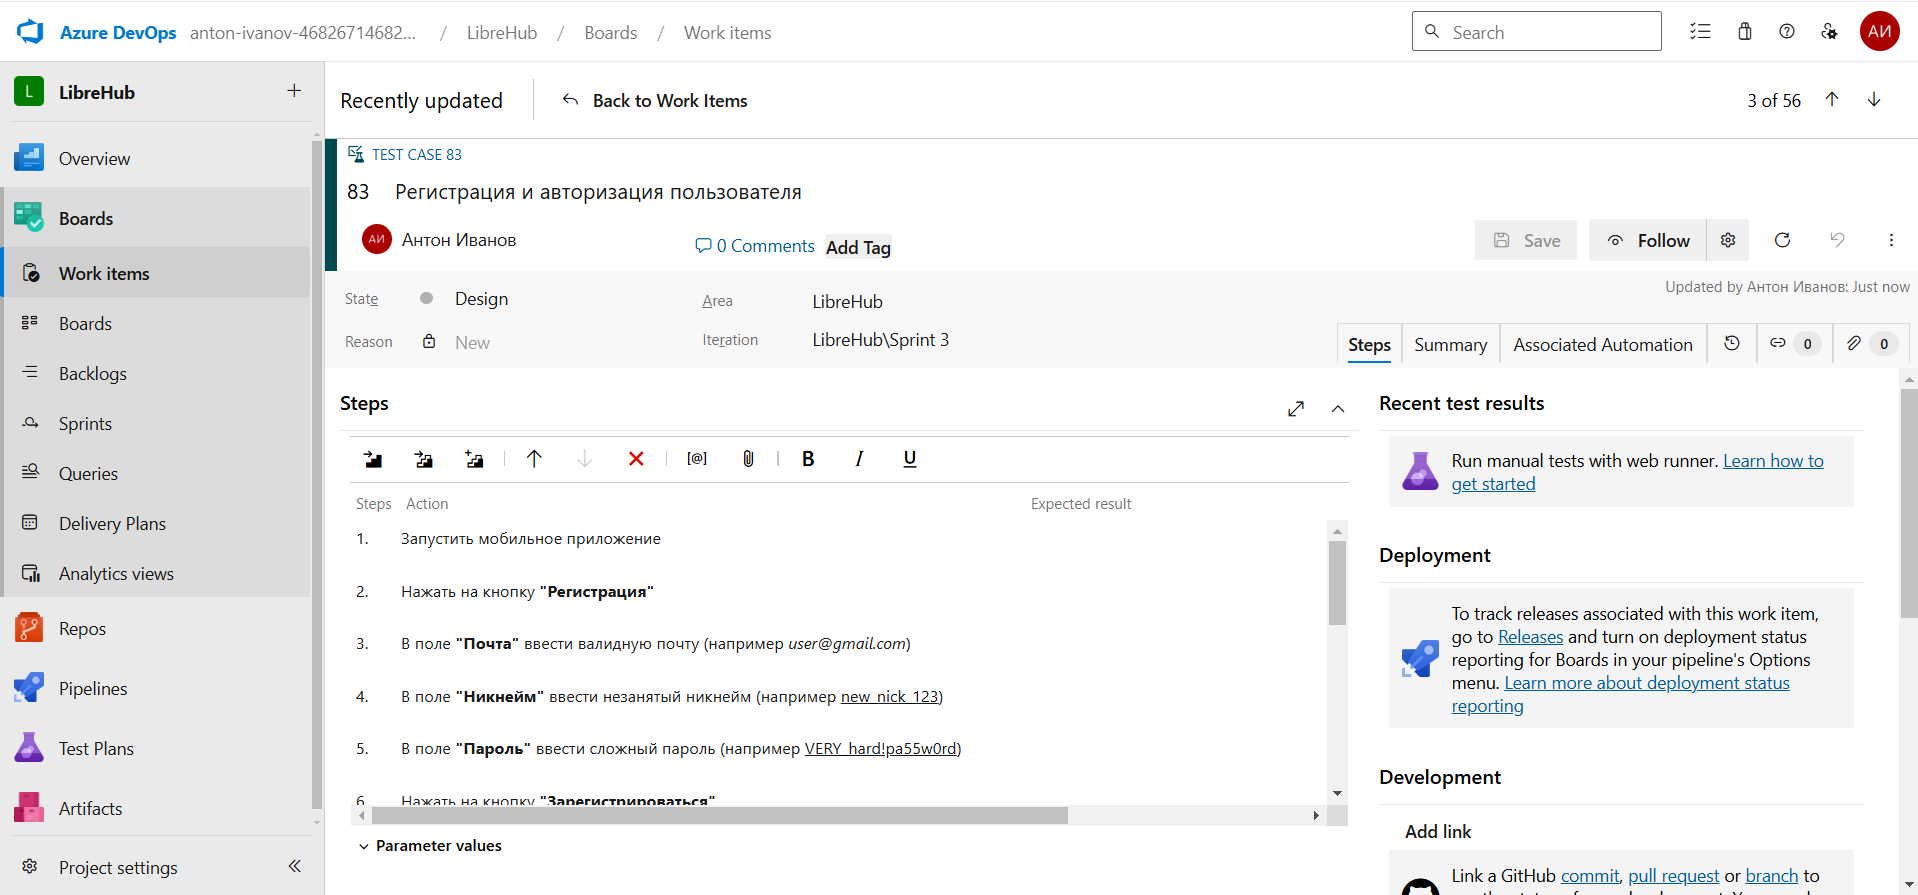 Azure DevOps anton-ivanov-46826714682... / LibreHub / Boards / Work items
Search
АИ
L LibreHub
Overview
Boards
Work items
Boards
Backlogs
Sprints
Queries
Delivery Plans
Analytics views
Repos
Pipelines
Test Plans
Artifacts
Project settings
Recently updated
Back to Work Items
3 of 56
TEST CASE 83
83 Регистрация и авторизация пользователя
АИ Антон Иванов
0 Comments
Add Tag
Save
Follow
State
Design
Area
LibreHub
Reason
New
Iteration
LibreHub\Sprint 3
Updated by Антон Иванов: Just now
Steps
Summary
Associated Automation
0
0
Steps
[@]
B
I
U
Steps Action Expected result
1. Запустить мобильное приложение
2. Нажать на кнопку "Регистрация"
3. В поле "Почта" ввести валидную почту (например user@gmail.com)
4. В поле "Никнейм" ввести незанятый никнейм (например new_nick_123)
5. В поле "Пароль" ввести сложный пароль (например VERY_hard!pa55w0rd)
6. Нажать на кнопку "Зарегистрироваться"
Parameter values
Recent test results
Run manual tests with web runner. Learn how to
get started
Deployment
To track releases associated with this work item,
go to Releases and turn on deployment status
reporting for Boards in your pipeline's Options
menu. Learn more about deployment status
reporting
Development
Add link
Link a GitHub commit, pull request or branch to